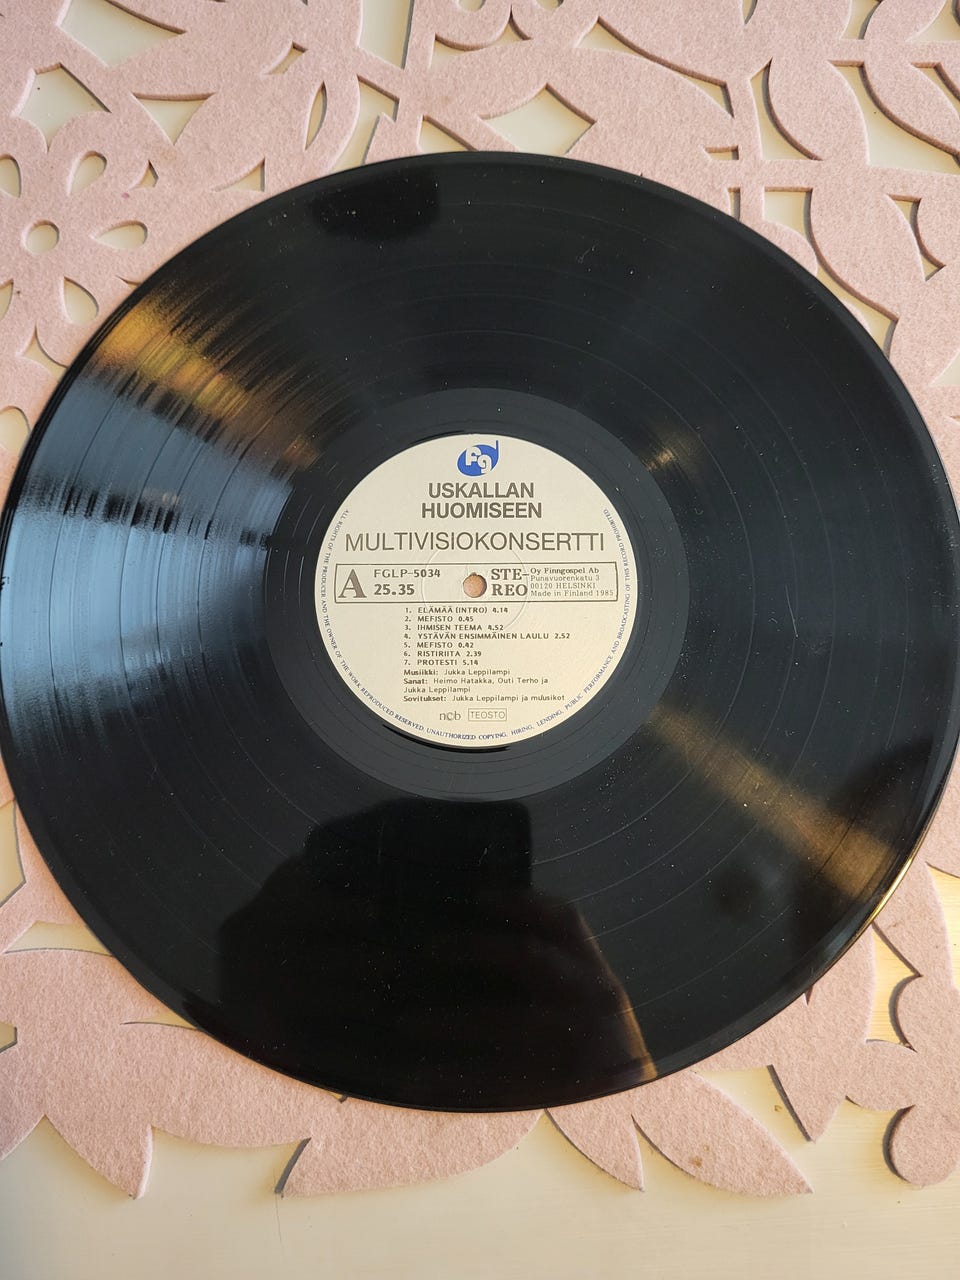 fg
USKALLAN
HUOMISEEN
MULTIVISIOKONSERTTI
A
FGLP-5034
25.35
STE-
REO
Oy Finngospel Ab
Punavuorenkatu 3
00120 HELSINKI
Made in Finland 1985
1. ELÄMÄÄ (INTRO) 4.14
2. MEFISTO 0.45
3. IHMISEN TEEMA 4.52
4. YSTÄVÄN ENSIMMÄINEN LAULU 2.52
5. MEFISTO 0.42
6. RISTIRIITA 2.39
7. PROTESTI 5.14
Musiikki: Jukka Leppilampi
Sanat: Heimo Hatakka, Outi Terho ja
Jukka Leppilampi
Sovitukset: Jukka Leppilampi ja muusikot
ncb TEOSTO
ALL RIGHTS OF THE PRODUCER AND THE OWNER OF THE WORK REPRODUCED RESERVED. UNAUTHORIZED COPYING, HIRING, LENDING, PUBLIC PERFORMANCE AND BROADCASTING OF THIS RECORD PROHIBITED.